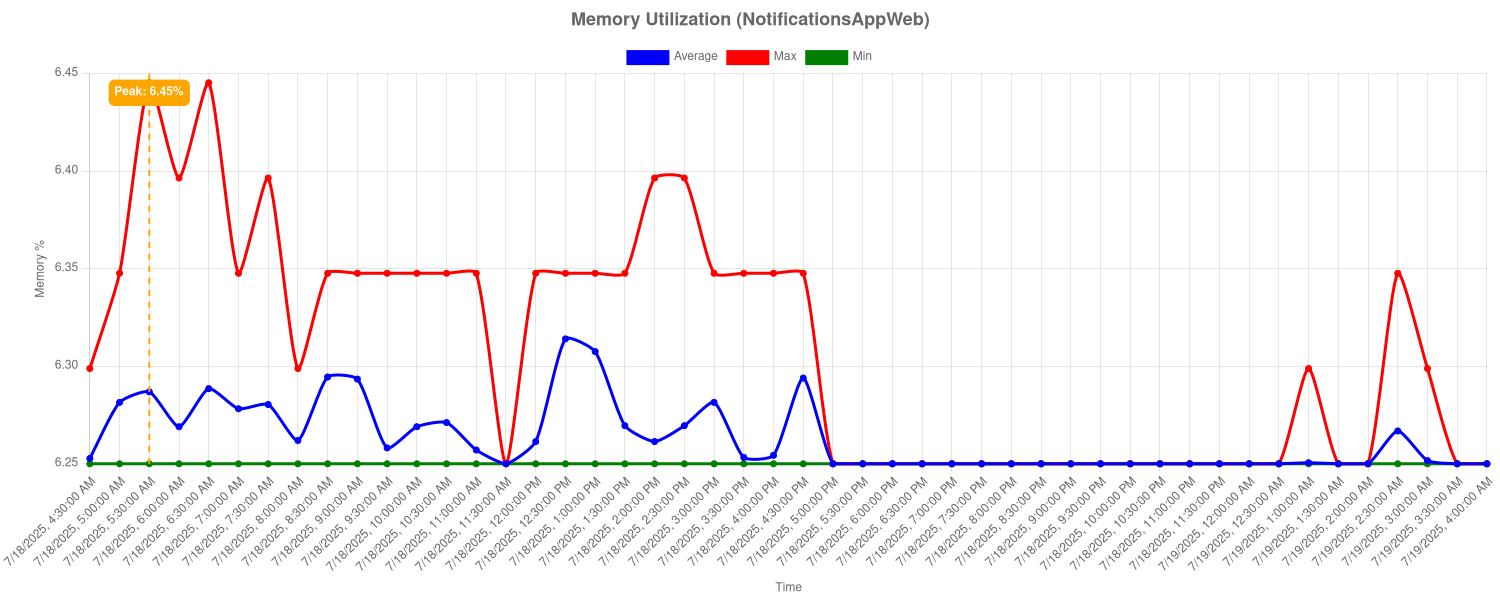 Memory Utilization (NotificationsAppWeb)
Average Max Min
6.45
Peak: 6.45%
6.40
6.35
Memory %
6.30
6.25
7/18/2025, 4:30:00 AM
7/18/2025, 5:00:00 AM
7/18/2025, 5:30:00 AM
7/18/2025, 6:00:00 AM
7/18/2025, 6:30:00 AM
7/18/2025, 7:00:00 AM
7/18/2025, 7:30:00 AM
7/18/2025, 8:00:00 AM
7/18/2025, 8:30:00 AM
7/18/2025, 9:00:00 AM
7/18/2025, 9:30:00 AM
7/18/2025, 10:00:00 AM
7/18/2025, 10:30:00 AM
7/18/2025, 11:00:00 AM
7/18/2025, 11:30:00 AM
7/18/2025, 12:00:00 PM
7/18/2025, 12:30:00 PM
7/18/2025, 1:00:00 PM
7/18/2025, 1:30:00 PM
7/18/2025, 2:00:00 PM
7/18/2025, 2:30:00 PM
7/18/2025, 3:00:00 PM
7/18/2025, 3:30:00 PM
7/18/2025, 4:00:00 PM
7/18/2025, 4:30:00 PM
7/18/2025, 5:00:00 PM
7/18/2025, 5:30:00 PM
7/18/2025, 6:00:00 PM
7/18/2025, 6:30:00 PM
7/18/2025, 7:00:00 PM
7/18/2025, 7:30:00 PM
7/18/2025, 8:00:00 PM
7/18/2025, 8:30:00 PM
7/18/2025, 9:00:00 PM
7/18/2025, 9:30:00 PM
7/18/2025, 10:00:00 PM
7/18/2025, 10:30:00 PM
7/18/2025, 11:00:00 PM
7/18/2025, 11:30:00 PM
7/19/2025, 12:00:00 AM
7/19/2025, 12:30:00 AM
7/19/2025, 1:00:00 AM
7/19/2025, 1:30:00 AM
7/19/2025, 2:00:00 AM
7/19/2025, 2:30:00 AM
7/19/2025, 3:00:00 AM
7/19/2025, 3:30:00 AM
7/19/2025, 4:00:00 AM
Time